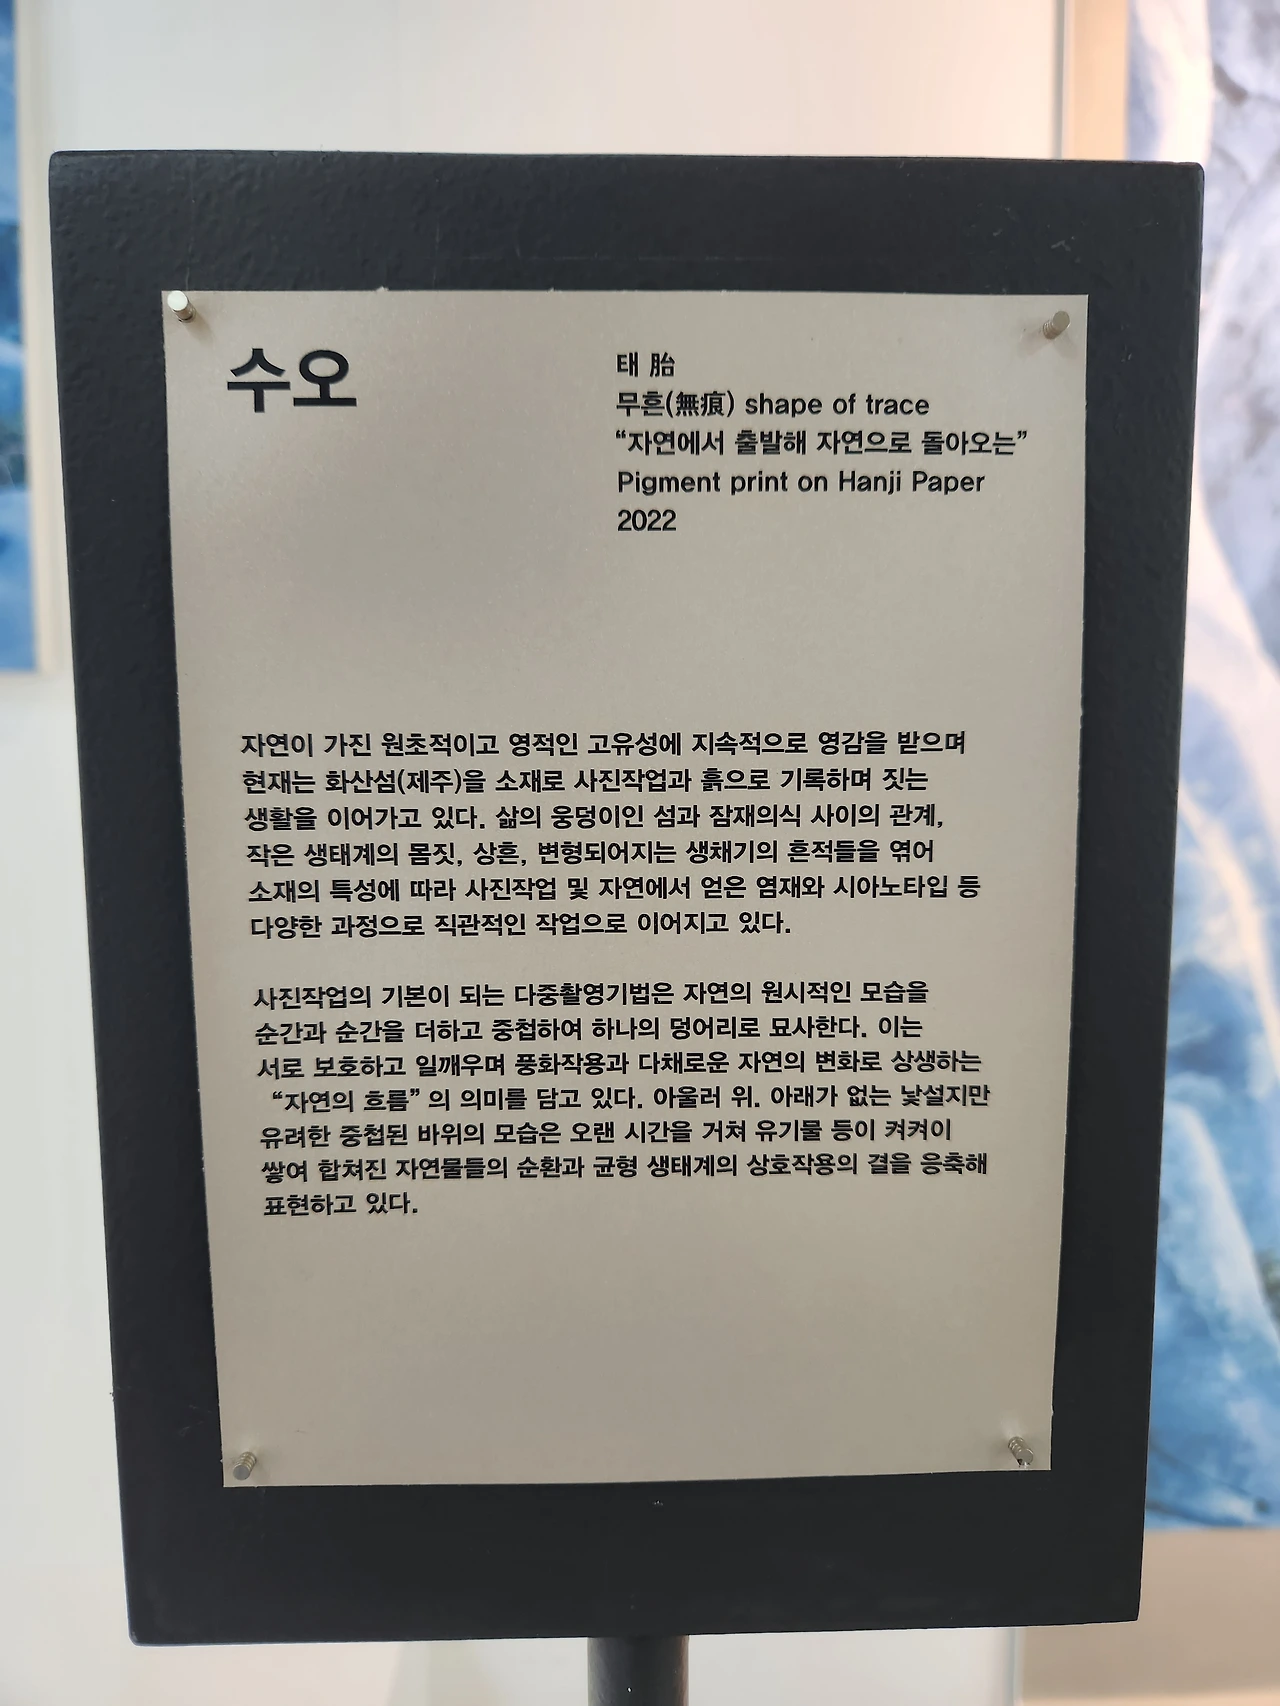 수오
태 胎
무흔(無痕) shape of trace
“자연에서 출발해 자연으로 돌아오는”
Pigment print on Hanji Paper
2022
자연이 가진 원초적이고 영적인 고유성에 지속적으로 영감을 받으며
현재는 화산섬(제주)을 소재로 사진작업과 흙으로 기록하며 짓는
생활을 이어가고 있다. 삶의 웅덩이인 섬과 잠재의식 사이의 관계,
작은 생태계의 몸짓, 상흔, 변형되어지는 생채기의 흔적들을 엮어
소재의 특성에 따라 사진작업 및 자연에서 얻은 염재와 시아노타입 등
다양한 과정으로 직관적인 작업으로 이어지고 있다.
사진작업의 기본이 되는 다중촬영기법은 자연의 원시적인 모습을
순간과 순간을 더하고 중첩하여 하나의 덩어리로 묘사한다. 이는
서로 보호하고 일깨우며 풍화작용과 다채로운 자연의 변화로 상생하는
“자연의 흐름” 의 의미를 담고 있다. 아울러 위. 아래가 없는 낯설지만
유려한 중첩된 바위의 모습은 오랜 시간을 거쳐 유기물 등이 켜켜이
쌓여 합쳐진 자연물들의 순환과 균형 생태계의 상호작용의 결을 응축해
표현하고 있다.